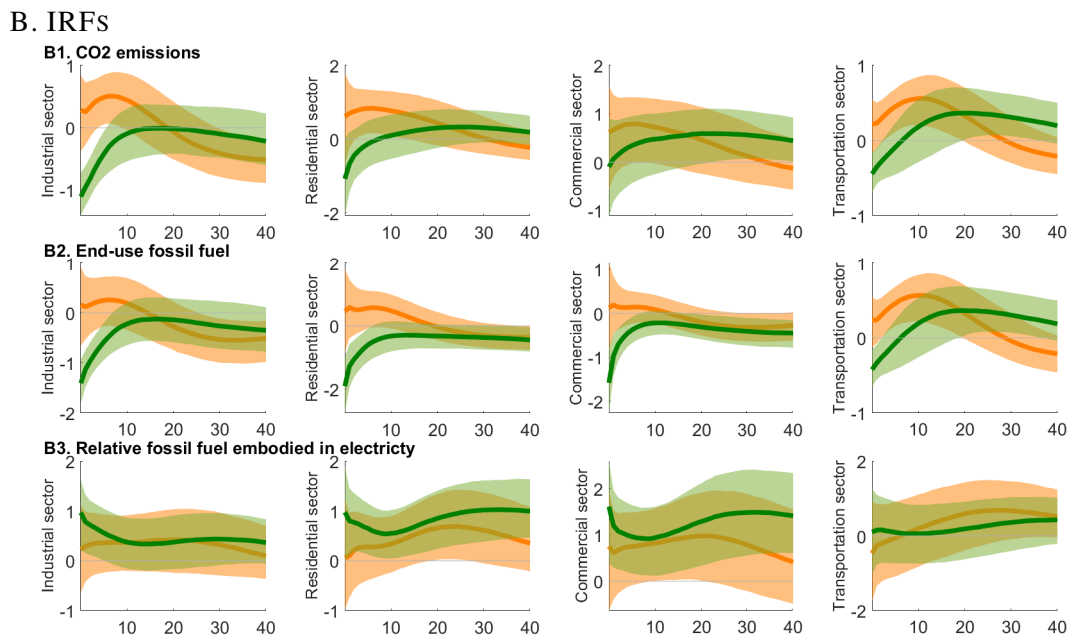 B. IRFs
B1. CO2 emissions
Industrial sector
1
0
-1
10 20 30 40
Residential sector
2
0
-2
10 20 30 40
Commercial sector
2
1
0
-1
10 20 30 40
Transportation sector
1
0
-1
10 20 30 40
B2. End-use fossil fuel
Industrial sector
1
0
-1
-2
10 20 30 40
Residential sector
2
0
-2
10 20 30 40
Commercial sector
1
0
-1
-2
10 20 30 40
Transportation sector
1
0
-1
10 20 30 40
B3. Relative fossil fuel embodied in electricty
Industrial sector
2
1
0
-1
10 20 30 40
Residential sector
2
1
0
-1
10 20 30 40
Commercial sector
2
1
0
10 20 30 40
Transportation sector
2
0
-2
10 20 30 40